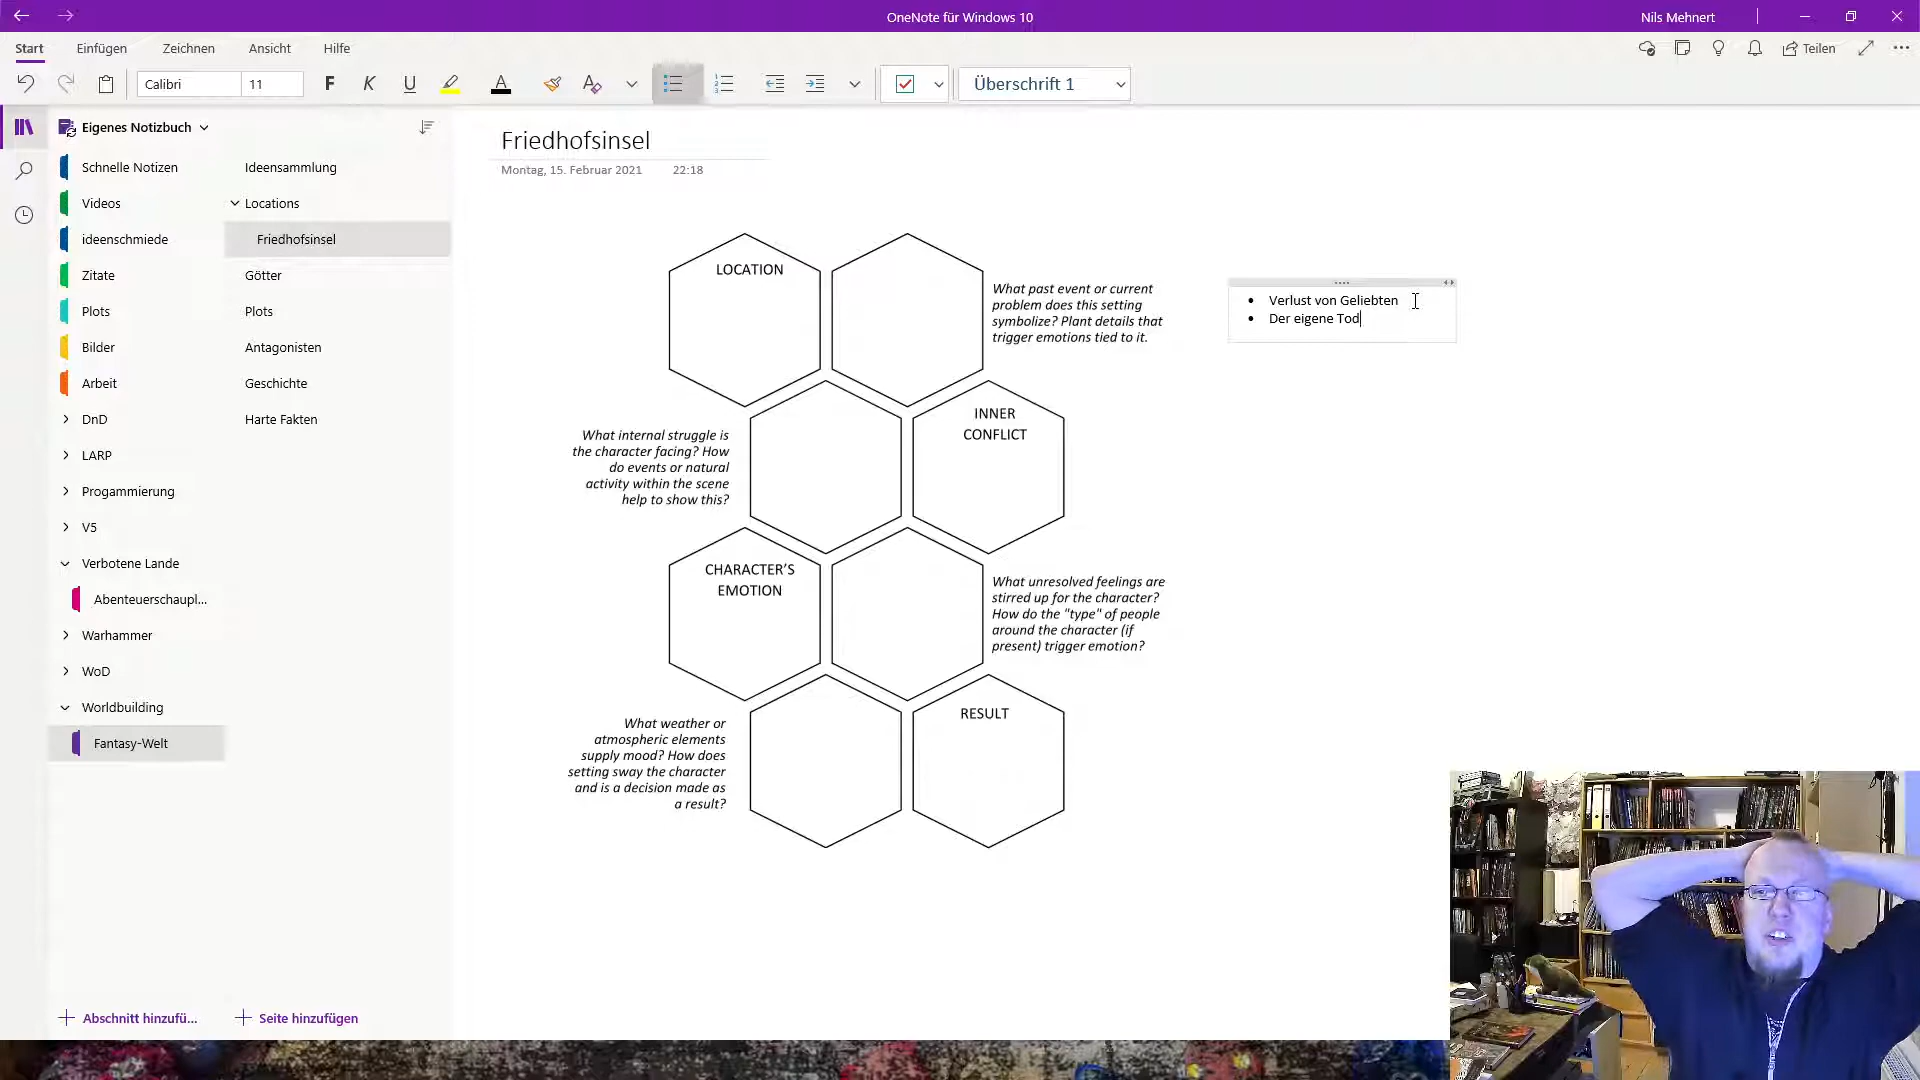 OneNote für Windows 10
Nils Mehnert
Start
Einfügen
Zeichnen
Ansicht
Hilfe
Teilen
Calibri
11
F
K
U
A
A
Überschrift 1
Eigenes Notizbuch
Schnelle Notizen
Videos
ideenschmiede
Zitate
Plots
Bilder
Arbeit
DnD
LARP
Progammierung
V5
Verbotene Lande
Abenteuerschaupl...
Warhammer
WoD
Worldbuilding
Fantasy-Welt
Abschnitt hinzufü...
Ideensammlung
Locations
Friedhofsinsel
Götter
Plots
Antagonisten
Geschichte
Harte Fakten
Seite hinzufügen
Friedhofsinsel
Montag, 15. Februar 2021
22:18
LOCATION
What past event or current
problem does this setting
symbolize? Plant details that
trigger emotions tied to it.
• Verlust von Geliebten
• Der eigene Tod
What internal struggle is
the character facing? How
do events or natural
activity within the scene
help to show this?
INNER
CONFLICT
CHARACTER'S
EMOTION
What unresolved feelings are
stirred up for the character?
How do the "type" of people
around the character (if
present) trigger emotion?
What weather or
atmospheric elements
supply mood? How does
setting sway the character
and is a decision made as
a result?
RESULT